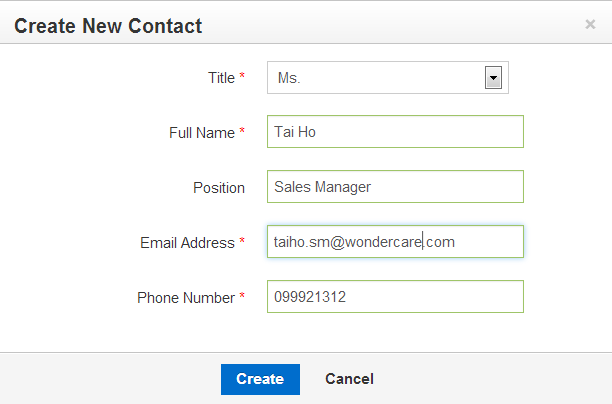 Create New Contact ×
Title * Ms.
Full Name * Tai Ho
Position Sales Manager
Email Address * taiho.sm@wondercare.com
Phone Number * 099921312
Create Cancel